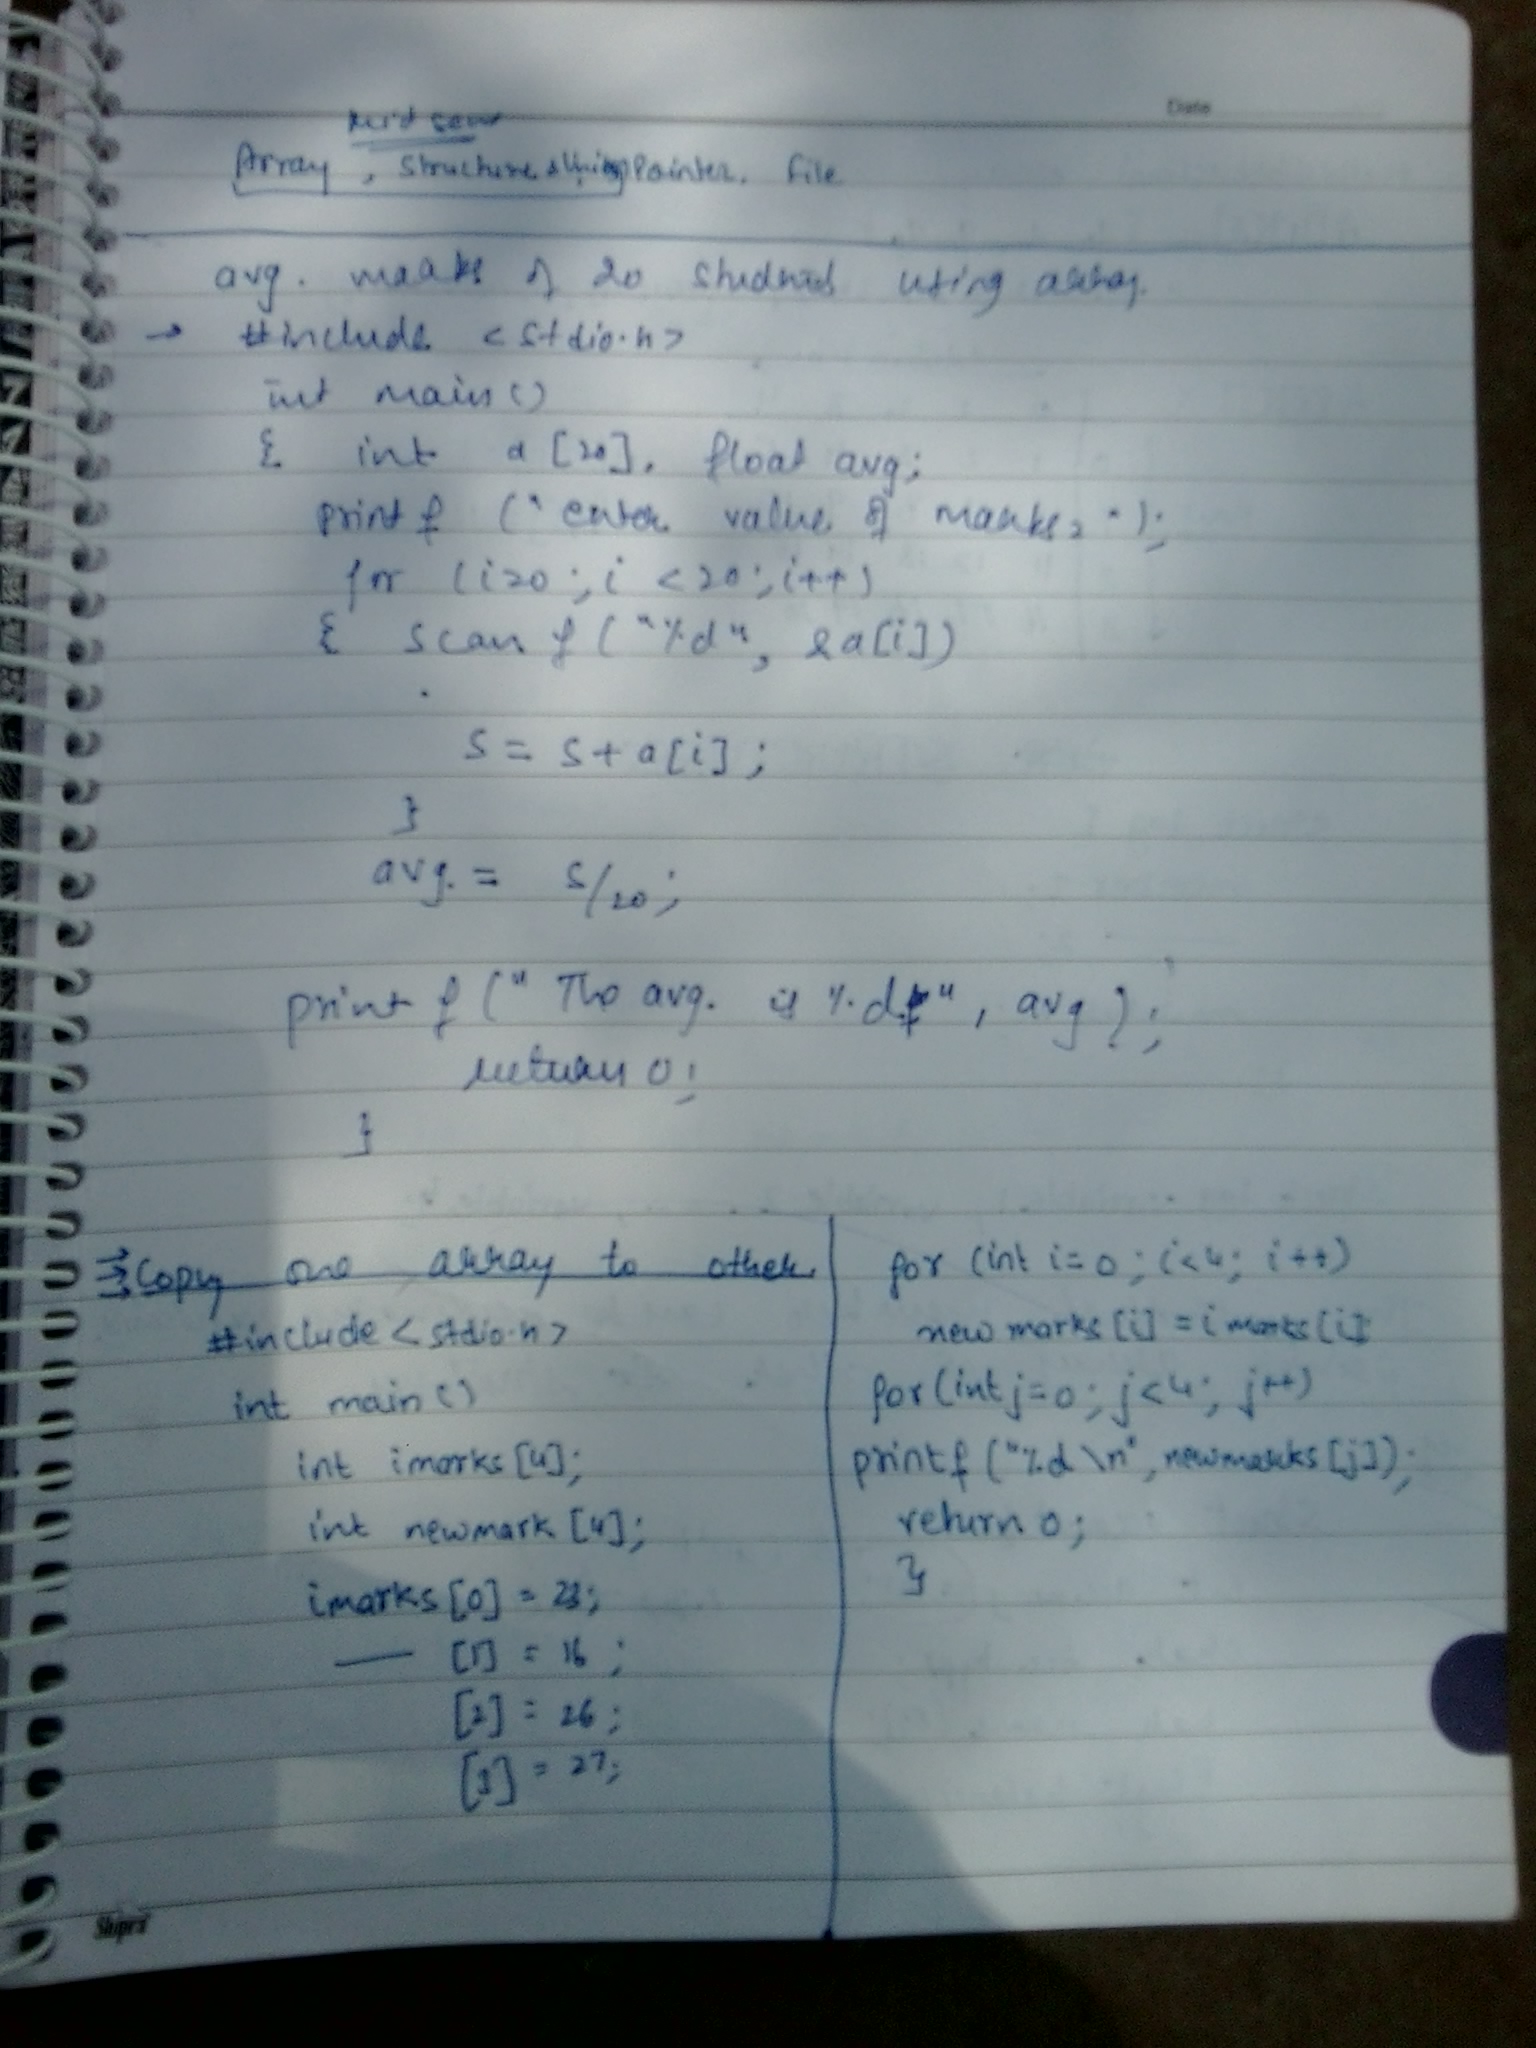 Date
Mid sem
Array, Structure, string Pointer. File
avg. marks of 20 students using array.
→ #include <stdio.h>
int main()
{ int a[20], float avg;
printf ("enter value of marks, ");
for (i=0; i<20; i++)
{ scanf ("%d", &a[i])
s = s+a[i];
}
avg. = s/20;
printf (" The avg. is %df", avg);
return 0;
}
⇒ Copy one array to other
#include <stdio.h>
int main()
int imarks[4];
int newmark[4];
imarks[0] = 23;
— [1] = 16;
[2] = 26;
[3] = 27;
for (int i=0; i<4; i++)
newmarks[i] = imarks[i]
for (int j=0; j<4; j++)
printf ("%d \n", newmarks[j]);
return 0;
}
Shipra